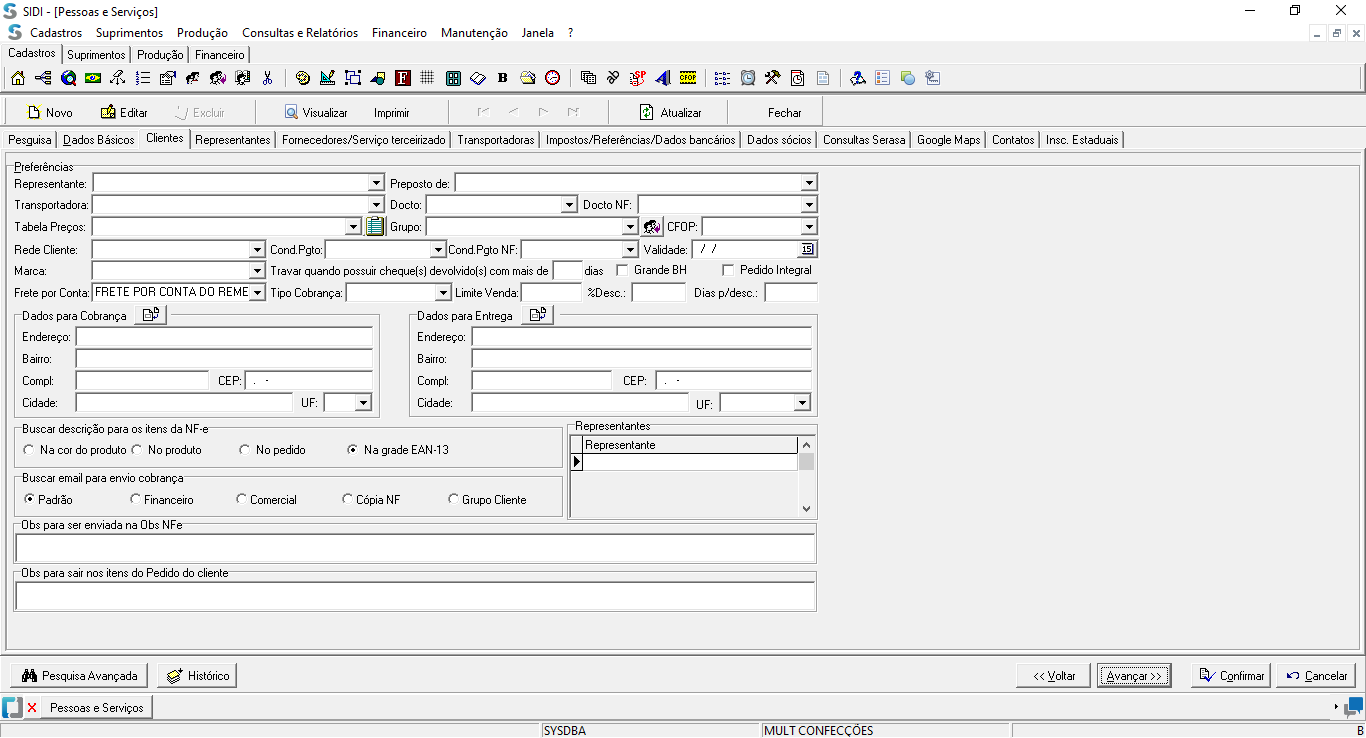 SIDI - [Pessoas e Serviços]
Cadastros Suprimentos Produção Consultas e Relatórios Financeiro Manutenção Janela ?
Cadastros Suprimentos Produção Financeiro
Novo Editar Excluir Visualizar Imprimir Atualizar Fechar
Pesquisa Dados Básicos Clientes Representantes Fornecedores/Serviço terceirizado Transportadoras Impostos/Referências/Dados bancários Dados sócios Consultas Serasa Google Maps Contatos Insc. Estaduais
Preferências
Representante: Preposto de:
Transportadora: Docto: Docto NF:
Tabela Preços: Grupo: CFOP:
Rede Cliente: Cond.Pgto: Cond.Pgto NF: Validade: / / 15
Marca: Travar quando possuir cheque(s) devolvido(s) com mais de dias Grande BH Pedido Integral
Frete por Conta: FRETE POR CONTA DO REME Tipo Cobrança: Limite Venda: %Desc.: Dias p/desc.:
Dados para Cobrança Dados para Entrega
Endereço: Endereço:
Bairro: Bairro:
Compl: CEP: . - Compl: CEP: . -
Cidade: UF: Cidade: UF:
Buscar descrição para os itens da NF-e Representantes
Na cor do produto No produto No pedido Na grade EAN-13 Representante
Buscar email para envio cobrança
Padrão Financeiro Comercial Cópia NF Grupo Cliente
Obs para ser enviada na Obs NFe
Obs para sair nos itens do Pedido do cliente
Pesquisa Avançada Histórico << Voltar Avançar >> Confirmar Cancelar
Pessoas e Serviços
SYSDBA MULT CONFECÇÕES B